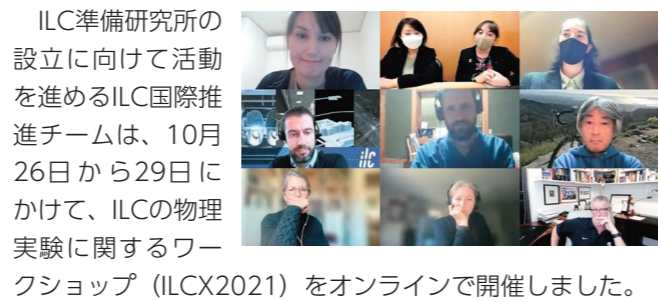 ILC準備研究所の
設立に向けて活動
を進めるILC国際推
進チームは、10月
26日から29日に
かけて、ILCの物理
実験に関するワー
クショップ（ILCX2021）をオンラインで開催しました。
ilc